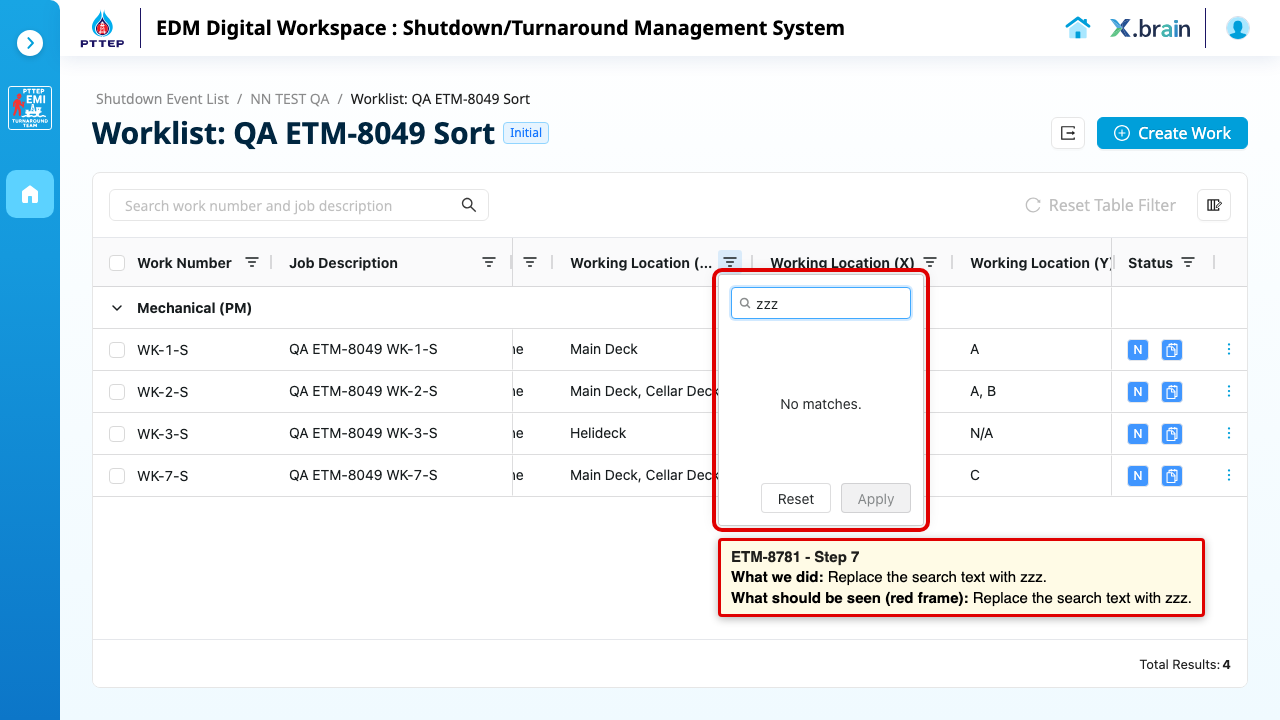 PTTEP
EDM Digital Workspace : Shutdown/Turnaround Management System
X.brain
PTTEP
EMI
TURNAROUND
TEAM
Shutdown Event List / NN TEST QA / Worklist: QA ETM-8049 Sort
Worklist: QA ETM-8049 Sort
Initial
Create Work
Search work number and job description
Reset Table Filter
Work Number
Job Description
Working Location (...
Working Location (X)
Working Location (Y)
Status
Mechanical (PM)
WK-1-S QA ETM-8049 WK-1-S ne Main Deck A N
WK-2-S QA ETM-8049 WK-2-S ne Main Deck, Cellar Deck A, B N
WK-3-S QA ETM-8049 WK-3-S ne Helideck N/A N
WK-7-S QA ETM-8049 WK-7-S ne Main Deck, Cellar Deck C N
zzz
No matches.
Reset
Apply
ETM-8781 - Step 7
What we did: Replace the search text with zzz.
What should be seen (red frame): Replace the search text with zzz.
Total Results: 4